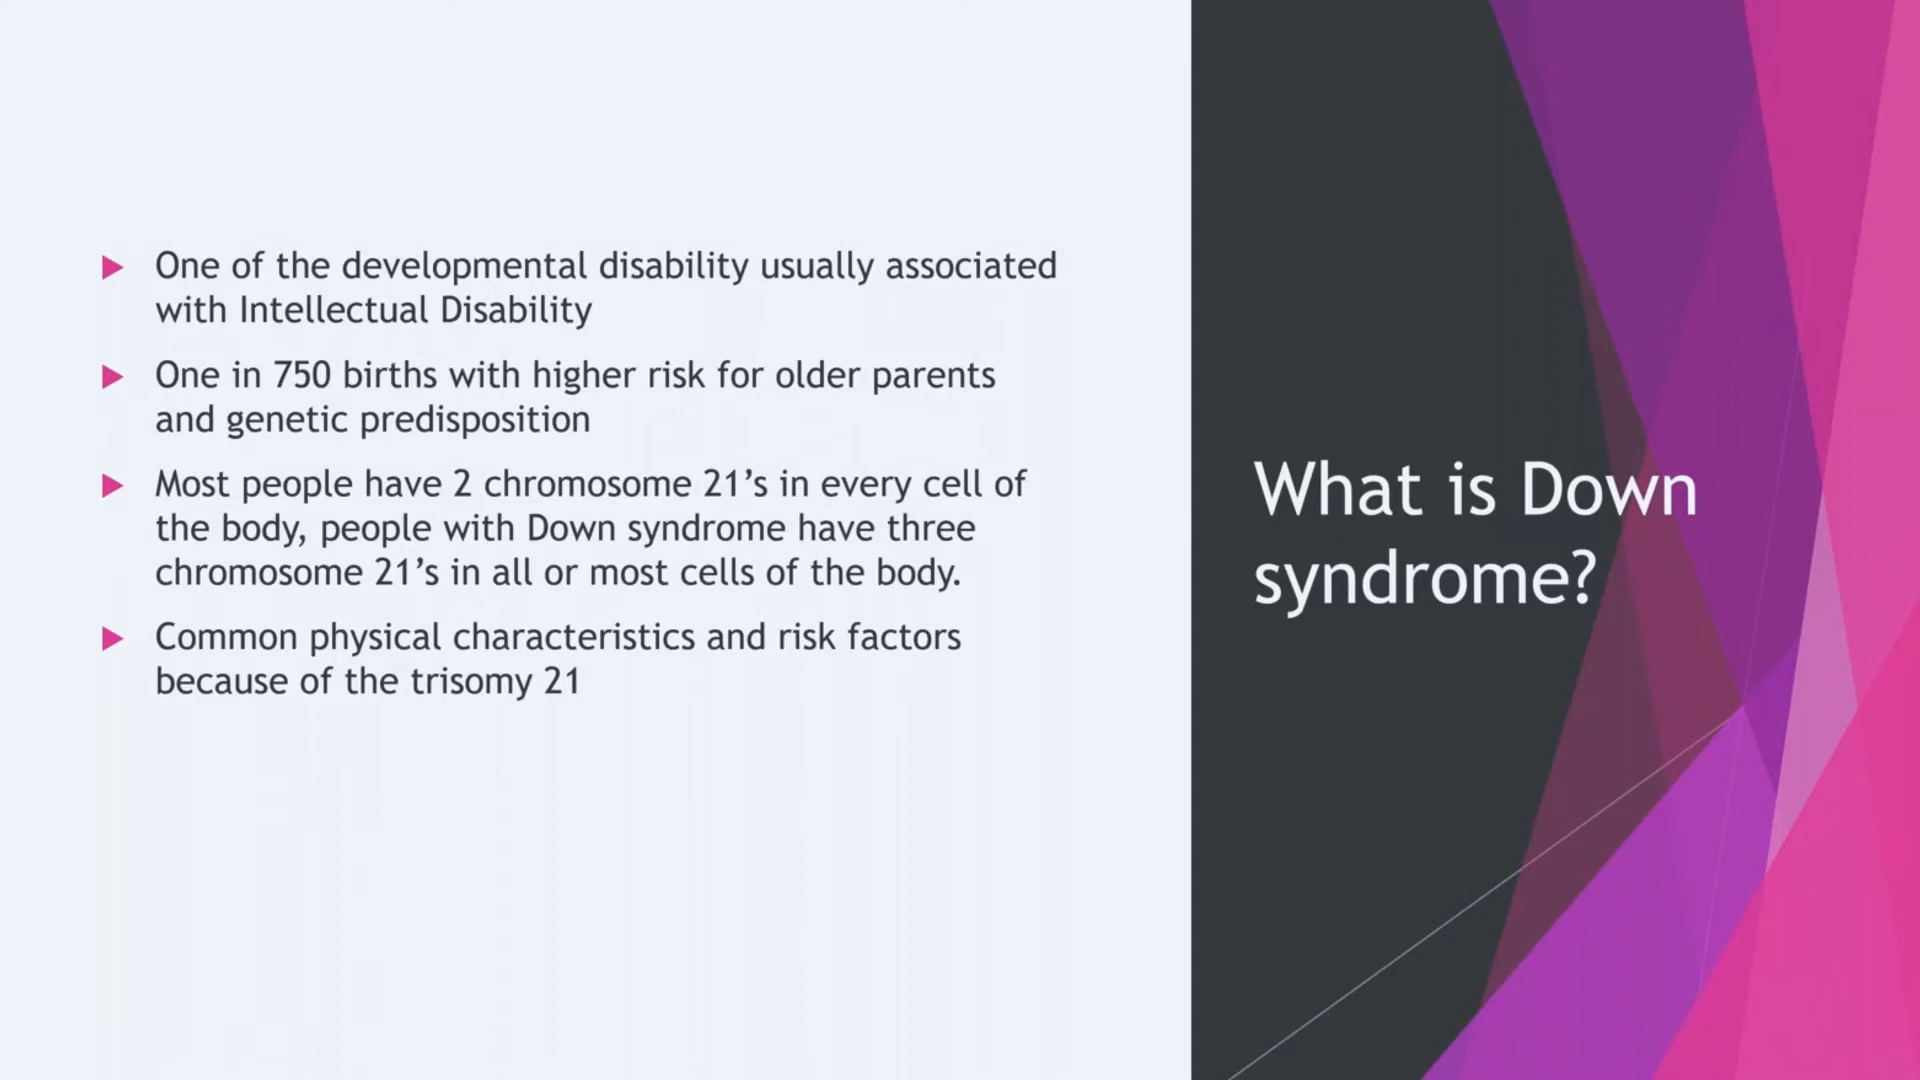 One of the developmental disability usually associated
with Intellectual Disability
One in 750 births with higher risk for older parents
and genetic predisposition
Most people have 2 chromosome 21’s in every cell of
the body, people with Down syndrome have three
chromosome 21’s in all or most cells of the body.
Common physical characteristics and risk factors
because of the trisomy 21
What is Down
syndrome?